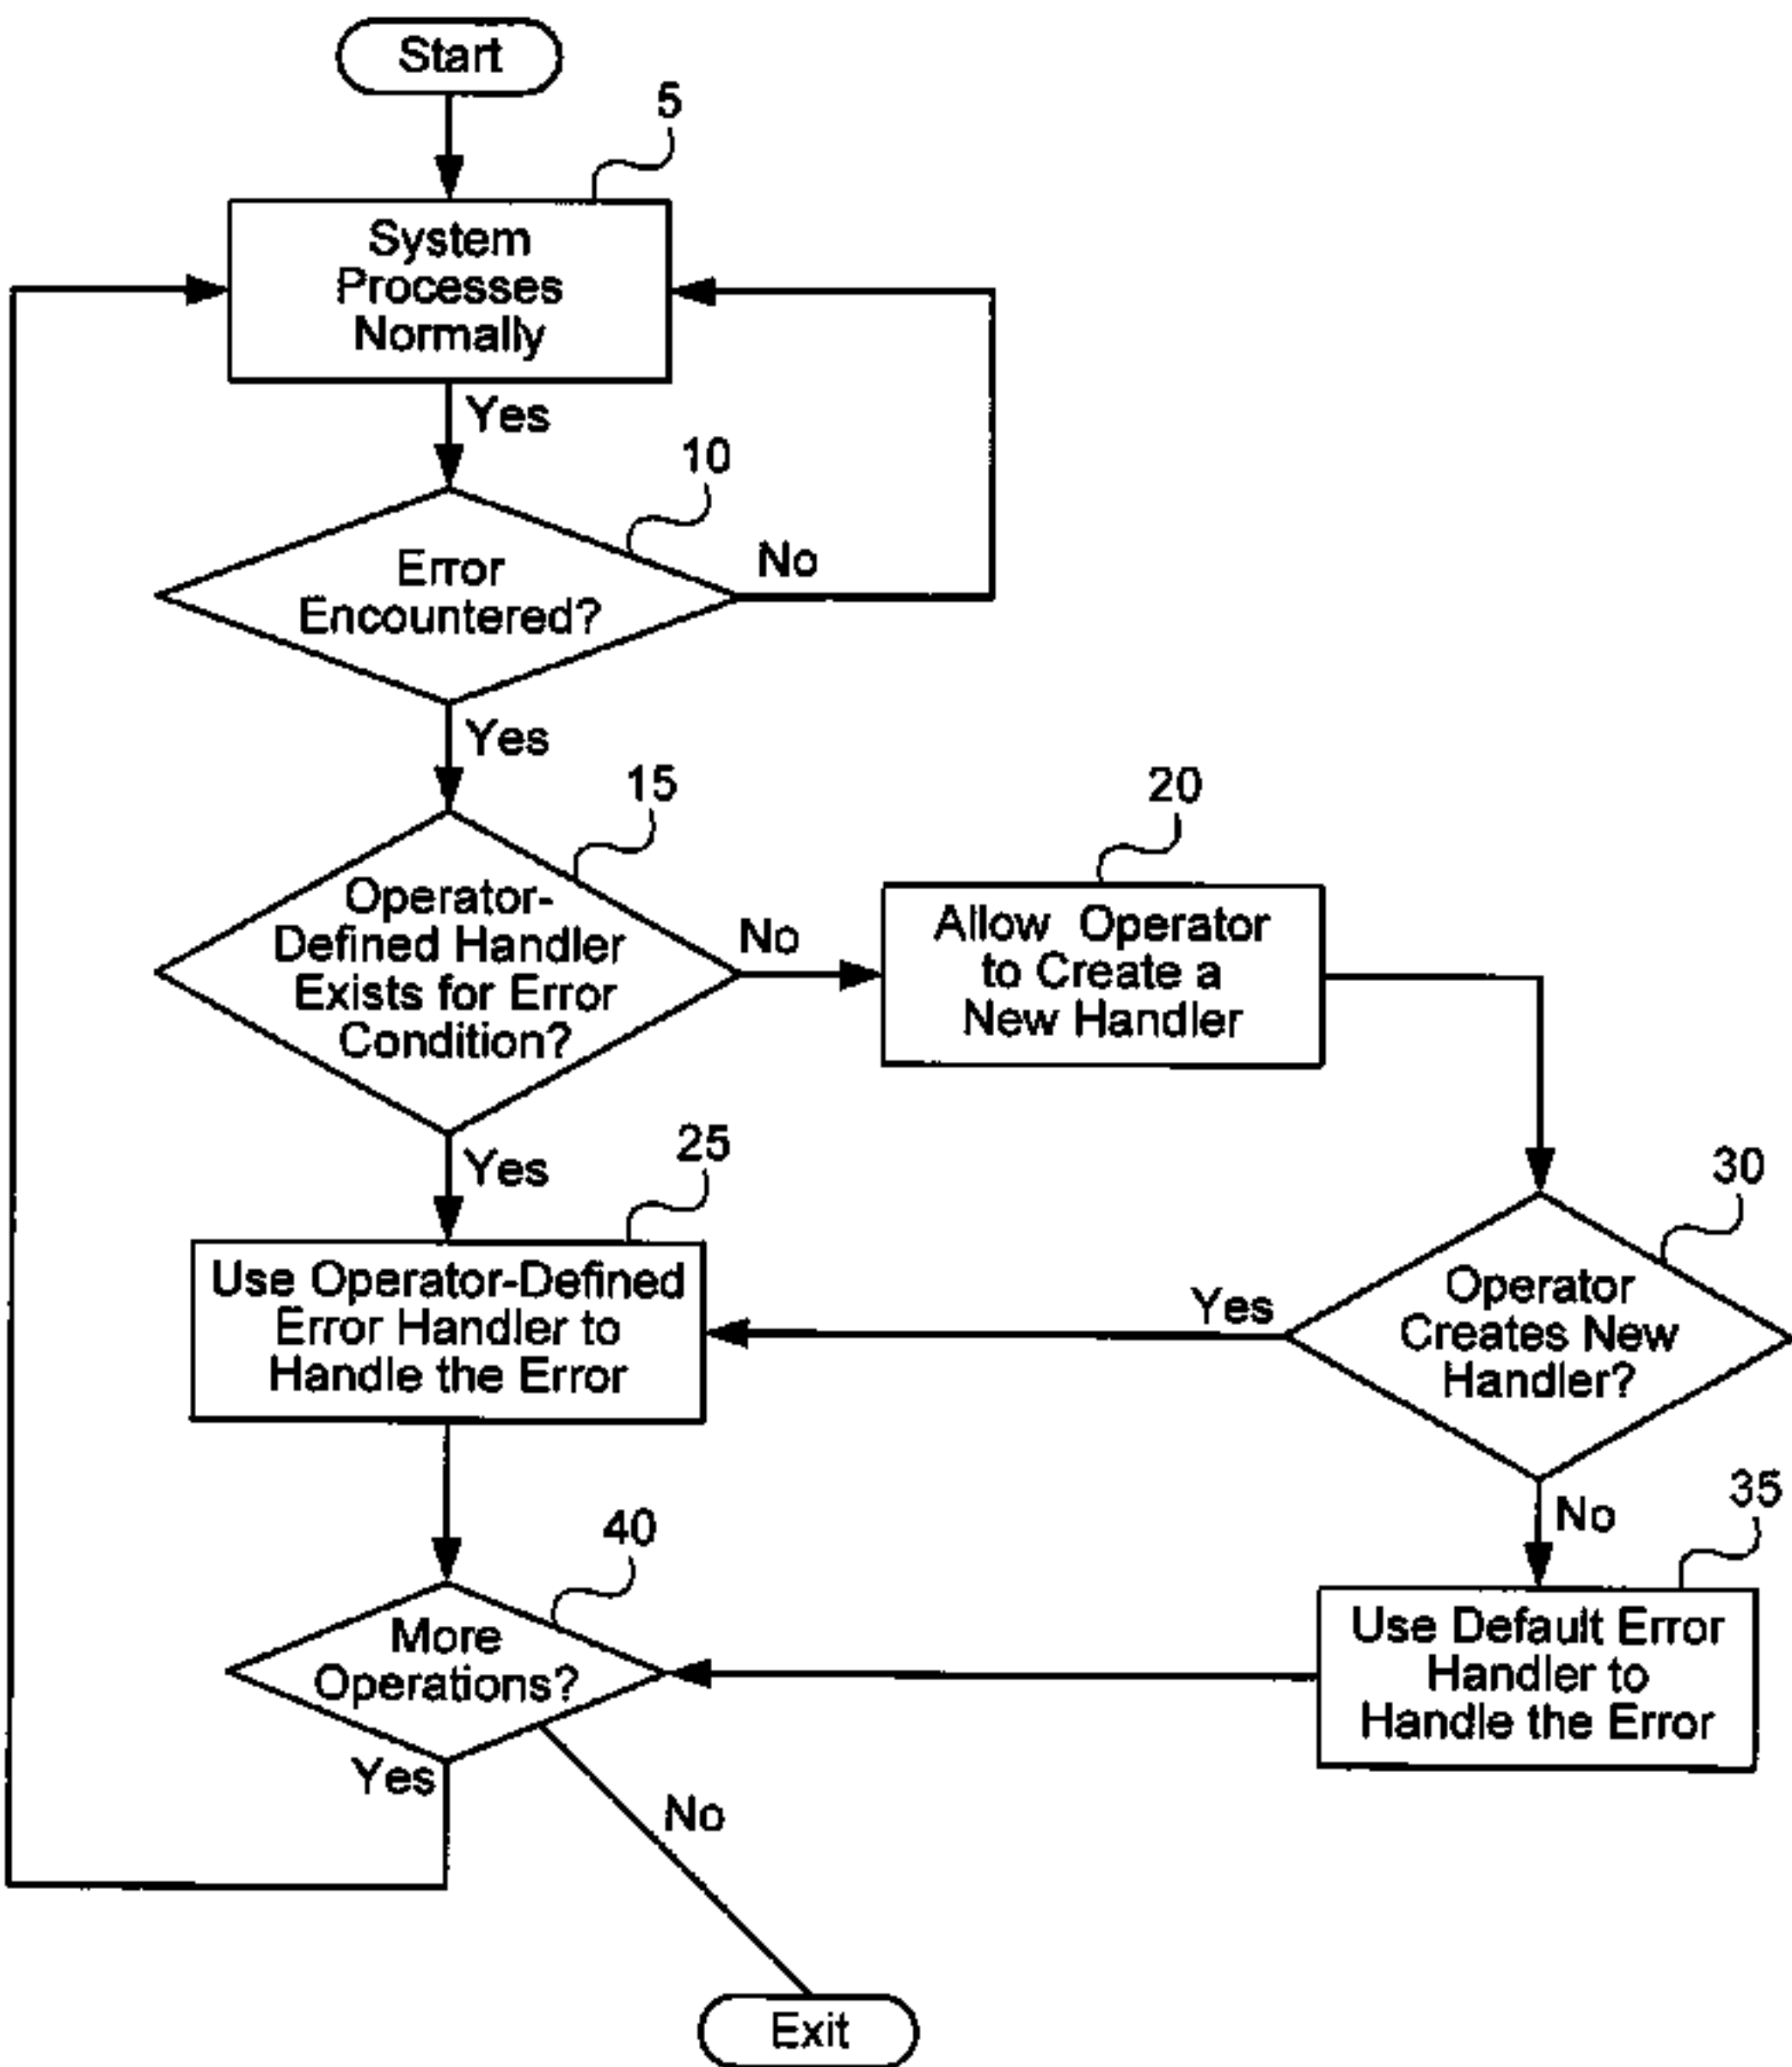 Start
5
System
Processes
Normally
Yes
10
Error
Encountered?
No
Yes
15
Operator-
Defined Handler
Exists for Error
Condition?
No
20
Allow Operator
to Create a
New Handler
Yes
25
Use Operator-Defined
Error Handler to
Handle the Error
30
Operator
Creates New
Handler?
Yes
No
35
Use Default Error
Handler to
Handle the Error
40
More
Operations?
Yes
No
Exit